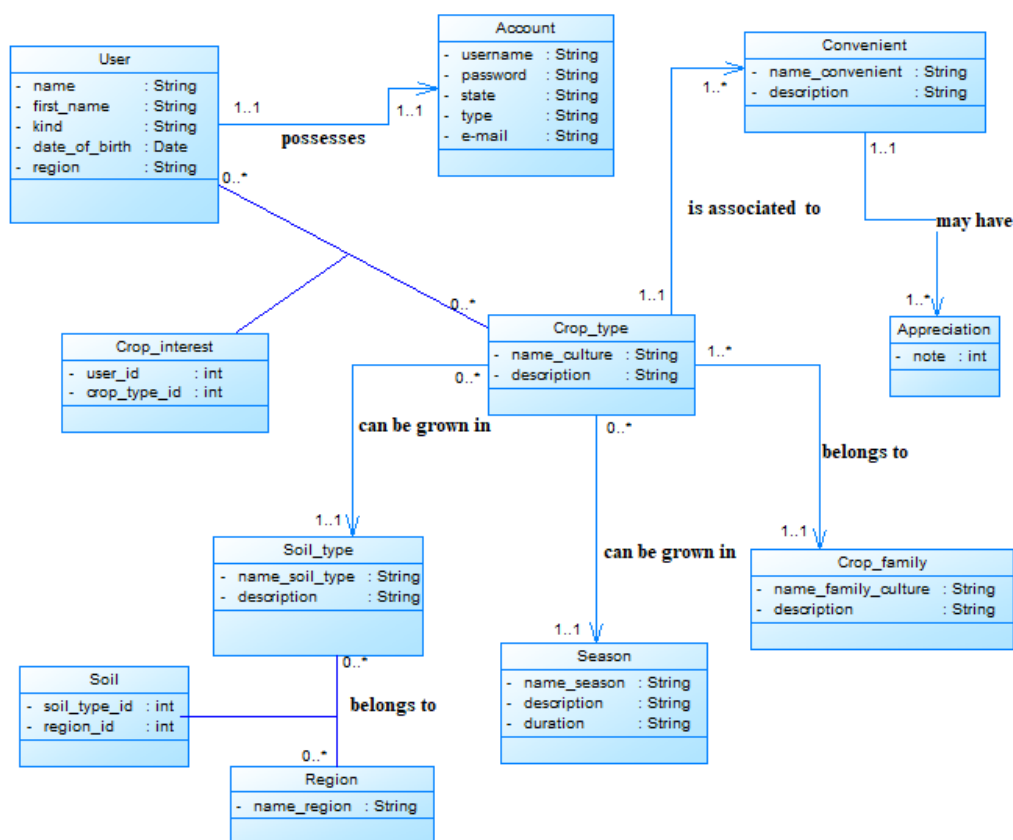 User
- name : String
- first_name : String
- kind : String
- date_of_birth : Date
- region : String
Account
- username : String
- password : String
- state : String
- type : String
- e-mail : String
Convenient
- name_convenient : String
- description : String
1..1
1..1
possesses
1..*
1..1
0..*
is associated to
may have
0..*
1..1
1..*
Crop_interest
- user_id : int
- crop_type_id : int
Crop_type
- name_culture : String
- description : String
Appreciation
- note : int
0..*
1..*
0..*
can be grown in
belongs to
1..1
can be grown in
1..1
Soil_type
- name_soil_type : String
- description : String
Crop_family
- name_family_culture : String
- description : String
1..1
0..*
Season
- name_season : String
- description : String
- duration : String
Soil
- soil_type_id : int
- region_id : int
belongs to
0..*
Region
- name_region : String